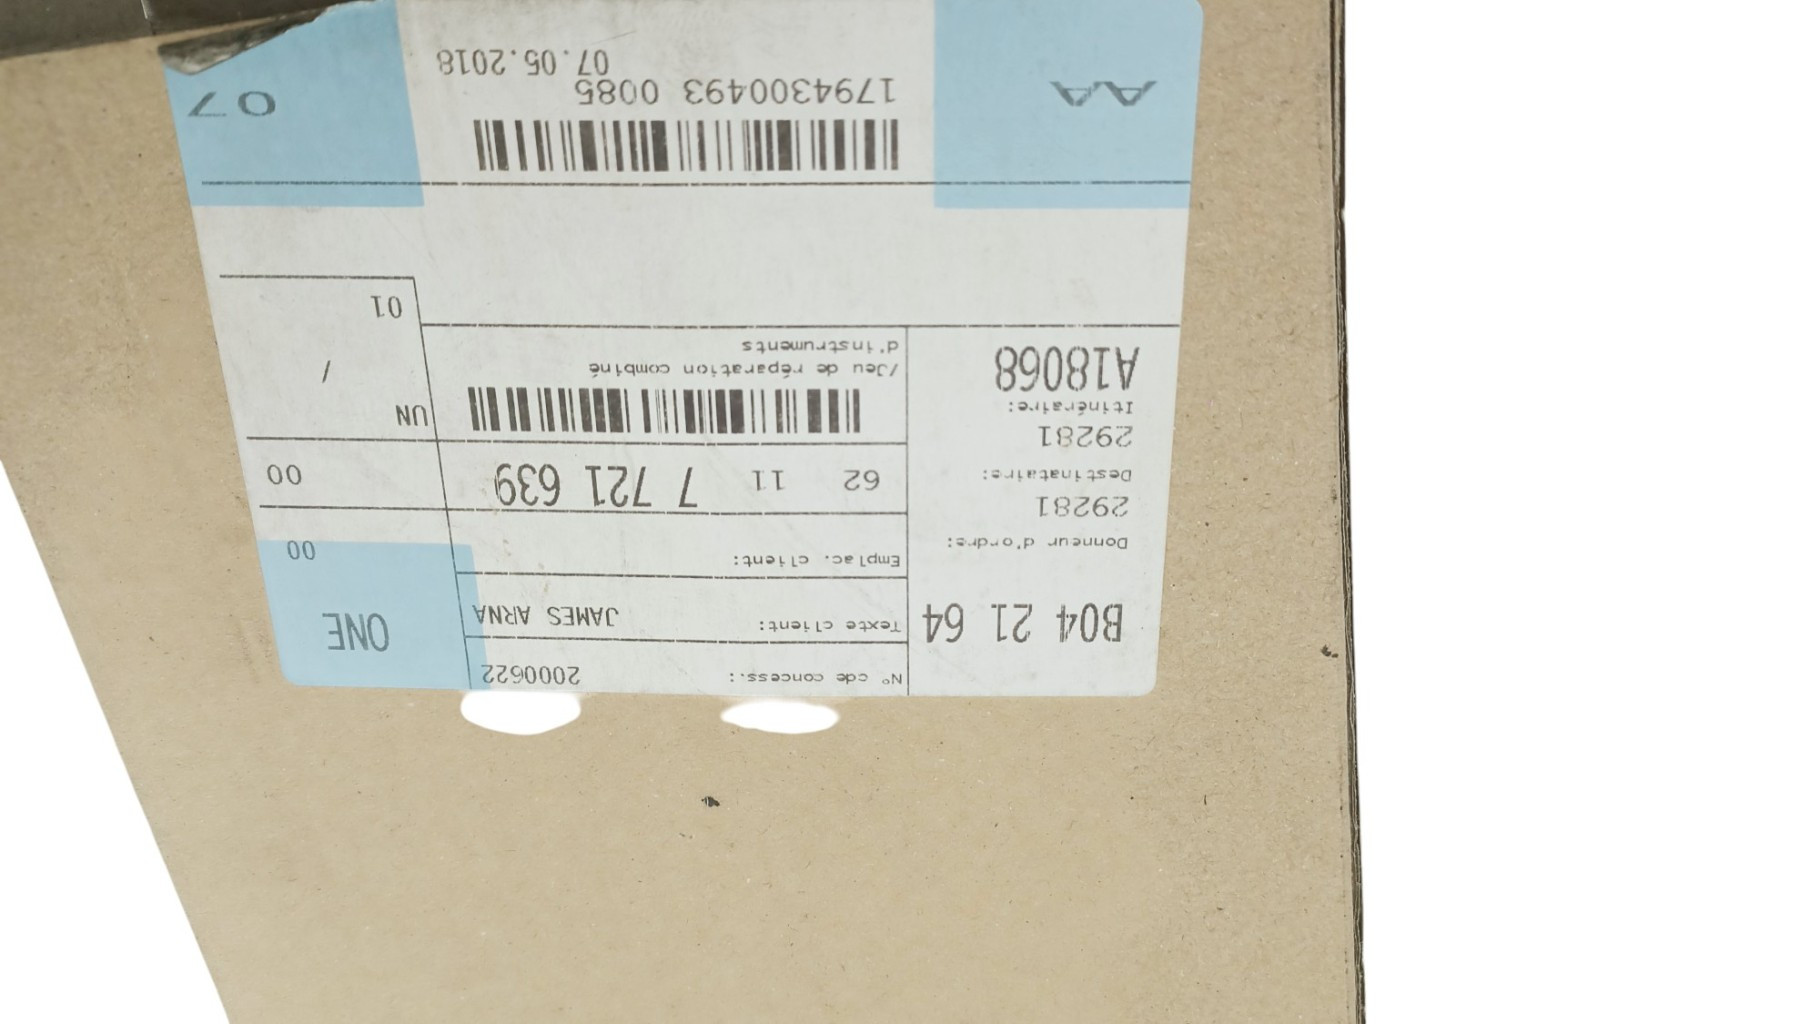 N° cde concess.: 2000622
B04 21 64
Texte client: JAMES ARNA
ONE
Emplac. client:
00
Donneur d'ordre:
29281
62 11 7 721 639
00
Destinataire:
29281
UN
Itinéraire:
A18068
/Jeu de réparation combiné
d'instruments
/
01
1794300493 0085
07.05.2018
AA
07